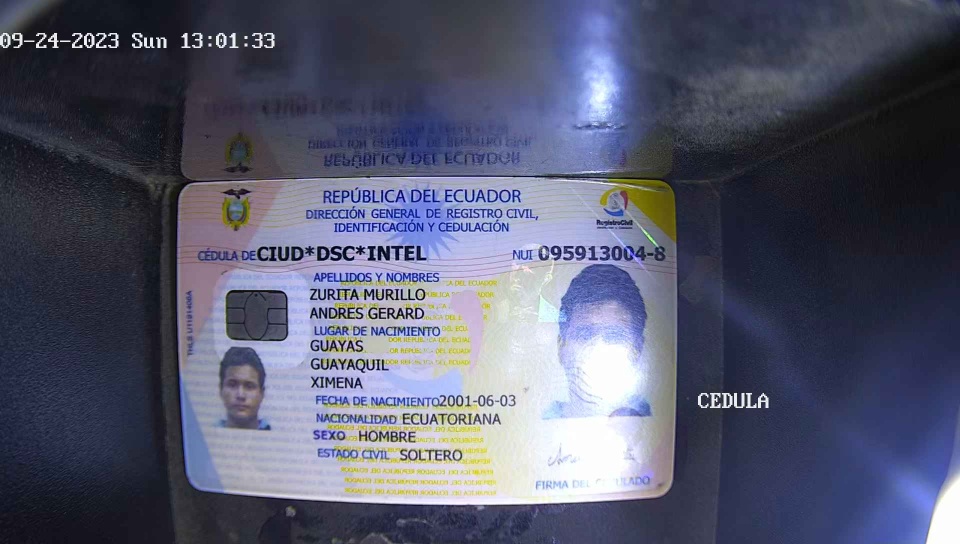 09-24-2023 Sun 13:01:33
REPÚBLICA DEL ECUADOR
DIRECCIÓN GENERAL DE REGISTRO CIVIL,
IDENTIFICACIÓN Y CEDULACIÓN
RegistroCivil
CÉDULA DE CIUD*DSC*INTEL
NUI 095913004-8
APELLIDOS Y NOMBRES
ZURITA MURILLO
ANDRES GERARD
LUGAR DE NACIMIENTO
GUAYAS
GUAYAQUIL
XIMENA
FECHA DE NACIMIENTO 2001-06-03
NACIONALIDAD ECUATORIANA
SEXO HOMBRE
ESTADO CIVIL SOLTERO
FIRMA DEL
CEDULA